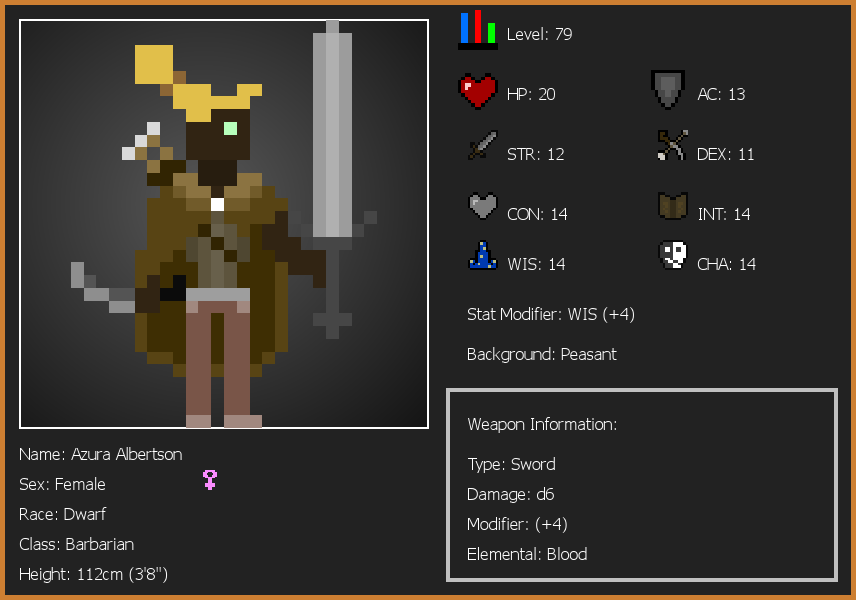 Level: 79
HP: 20
AC: 13
STR: 12
DEX: 11
CON: 14
INT: 14
WIS: 14
CHA: 14
Stat Modifier: WIS (+4)
Background: Peasant
Weapon Information:
Type: Sword
Damage: d6
Modifier: (+4)
Elemental: Blood
Name: Azura Albertson
Sex: Female
Race: Dwarf
Class: Barbarian
Height: 112cm (3'8")